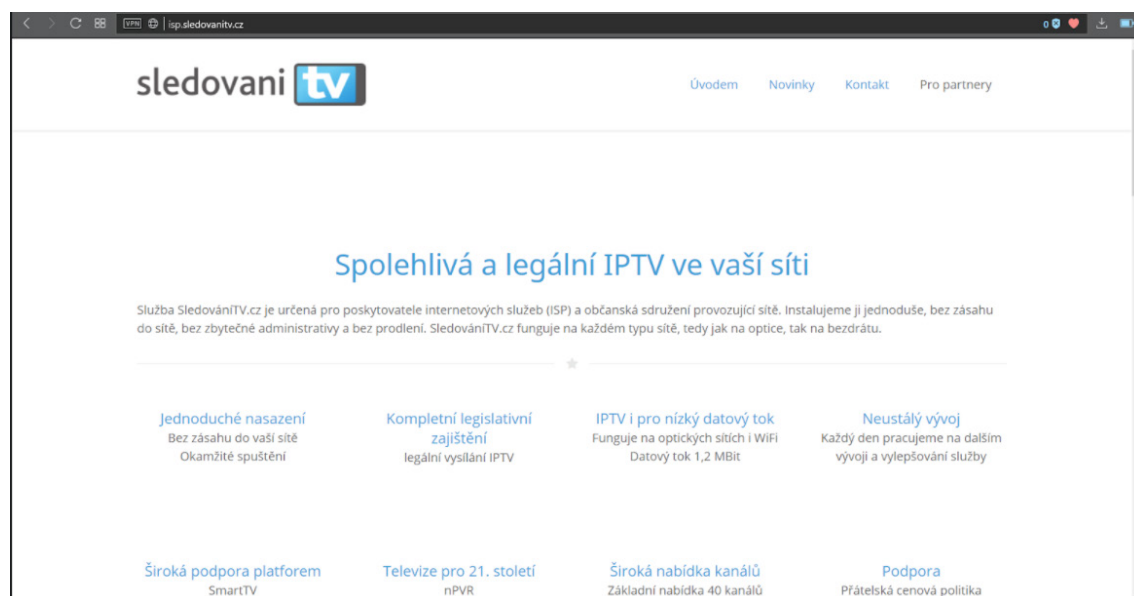 VPN isp.sledovanitv.cz 0
sledovani tv
Úvodem Novinky Kontakt Pro partnery
Spolehlivá a legální IPTV ve vaší síti
Služba SledováníTV.cz je určená pro poskytovatele internetových služeb (ISP) a občanská sdružení provozující sítě. Instalujeme ji jednoduše, bez zásahu
do sítě, bez zbytečné administrativy a bez prodlení. SledováníTV.cz funguje na každém typu sítě, tedy jak na optice, tak na bezdrátu.
Jednoduché nasazení
Bez zásahu do vaší sítě
Okamžité spuštění
Kompletní legislativní
zajištění
legální vysílání IPTV
IPTV i pro nízký datový tok
Funguje na optických sítích i WiFi
Datový tok 1,2 MBit
Neustálý vývoj
Každý den pracujeme na dalším
vývoji a vylepšování služby
Široká podpora platforem
SmartTV
Televize pro 21. století
nPVR
Široká nabídka kanálů
Základní nabídka 40 kanálů
Podpora
Přátelská cenová politika